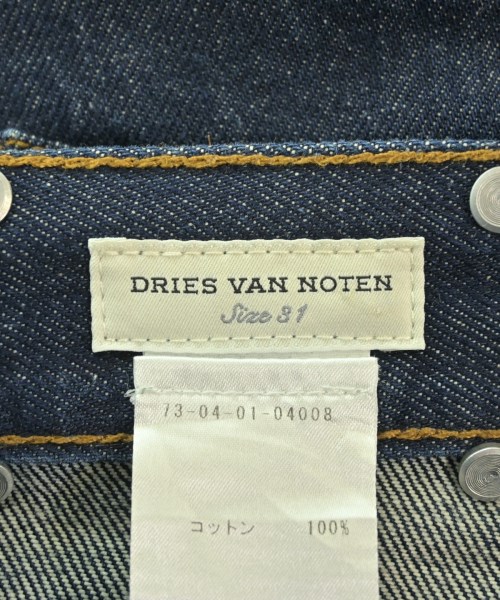 DRIES VAN NOTEN
Size 31
73-04-01-04008
コットン 100%